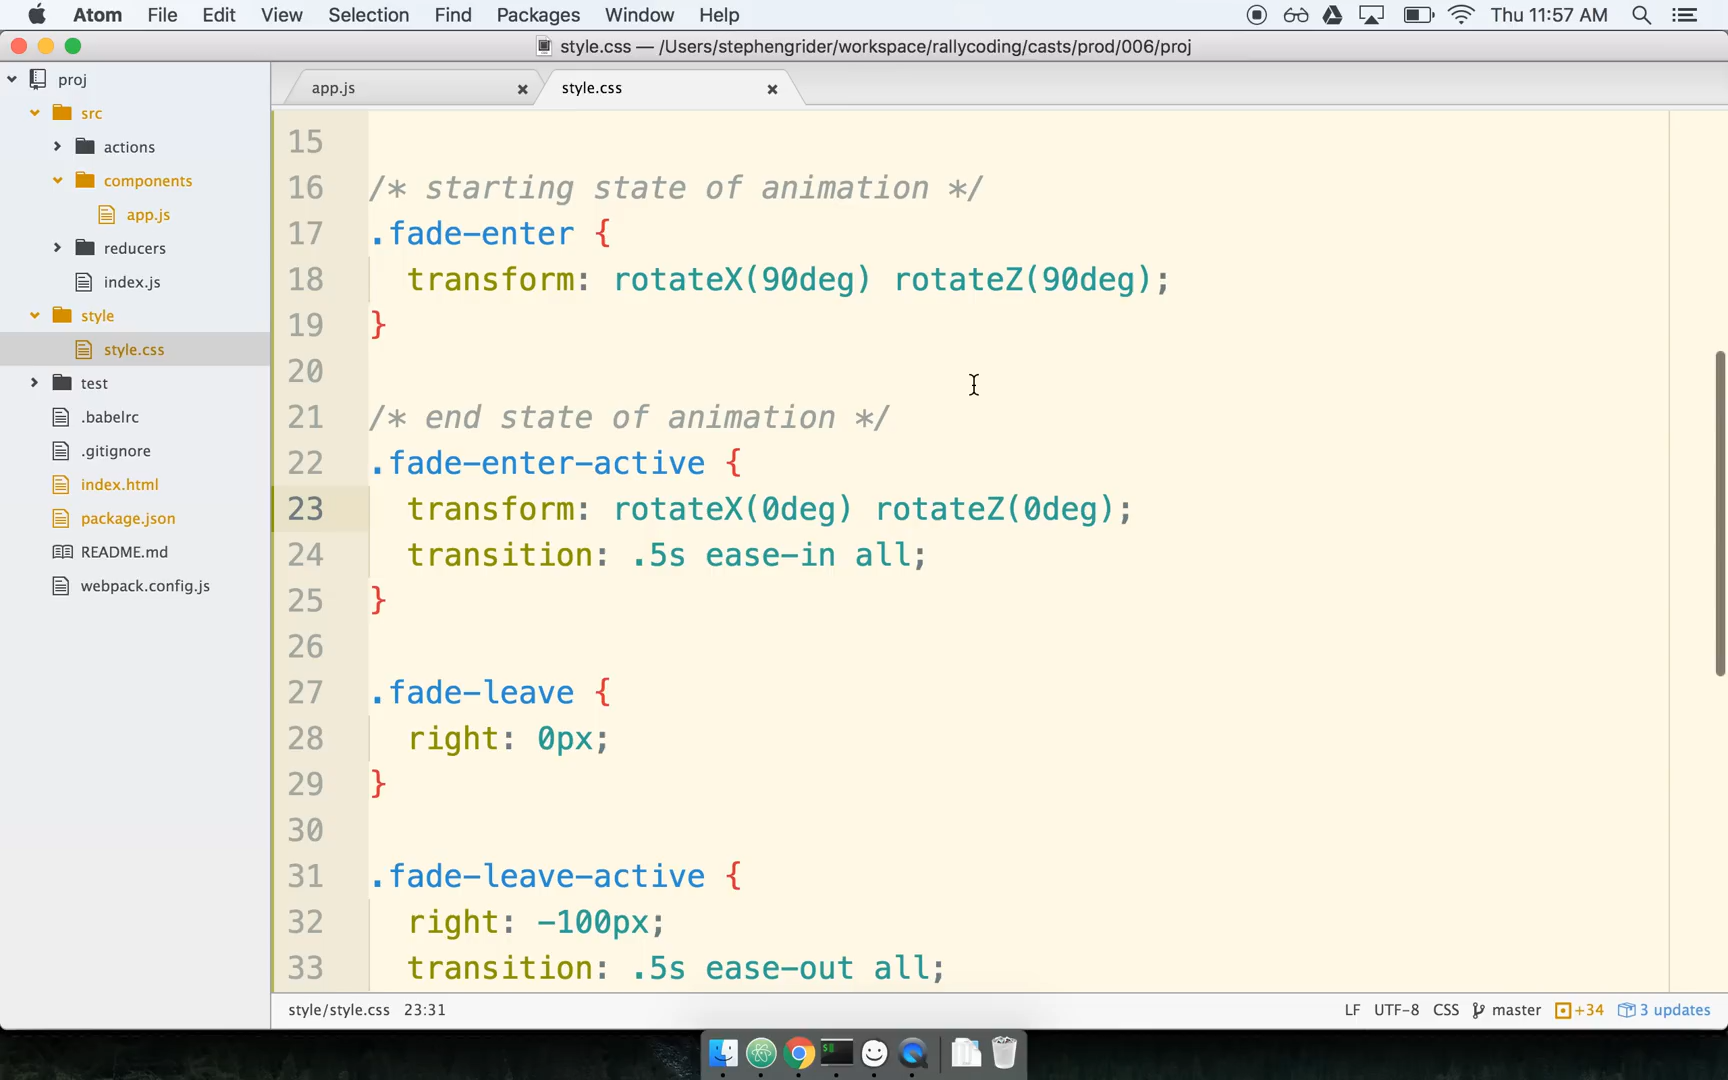 Atom File Edit View Selection Find Packages Window Help Thu 11:57 AM
style.css — /Users/stephengrider/workspace/rallycoding/casts/prod/006/proj
proj
src
actions
components
app.js
reducers
index.js
style
style.css
test
.babelrc
.gitignore
index.html
package.json
README.md
webpack.config.js
app.js style.css
15
16 /* starting state of animation */
17 .fade-enter {
18 transform: rotateX(90deg) rotateZ(90deg);
19 }
20
21 /* end state of animation */
22 .fade-enter-active {
23 transform: rotateX(0deg) rotateZ(0deg);
24 transition: .5s ease-in all;
25 }
26
27 .fade-leave {
28 right: 0px;
29 }
30
31 .fade-leave-active {
32 right: -100px;
33 transition: .5s ease-out all;
style/style.css 23:31 LF UTF-8 CSS master +34 3 updates